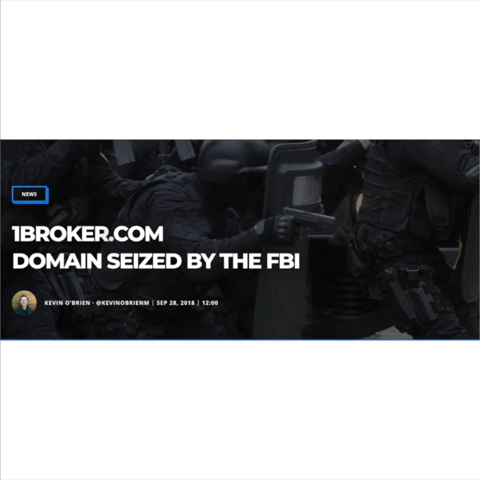 NEWS
1BROKER.COM
DOMAIN SEIZED BY THE FBI
KEVIN O'BRIEN · @KEVINOBRIENM | SEP 28, 2018 | 12:00